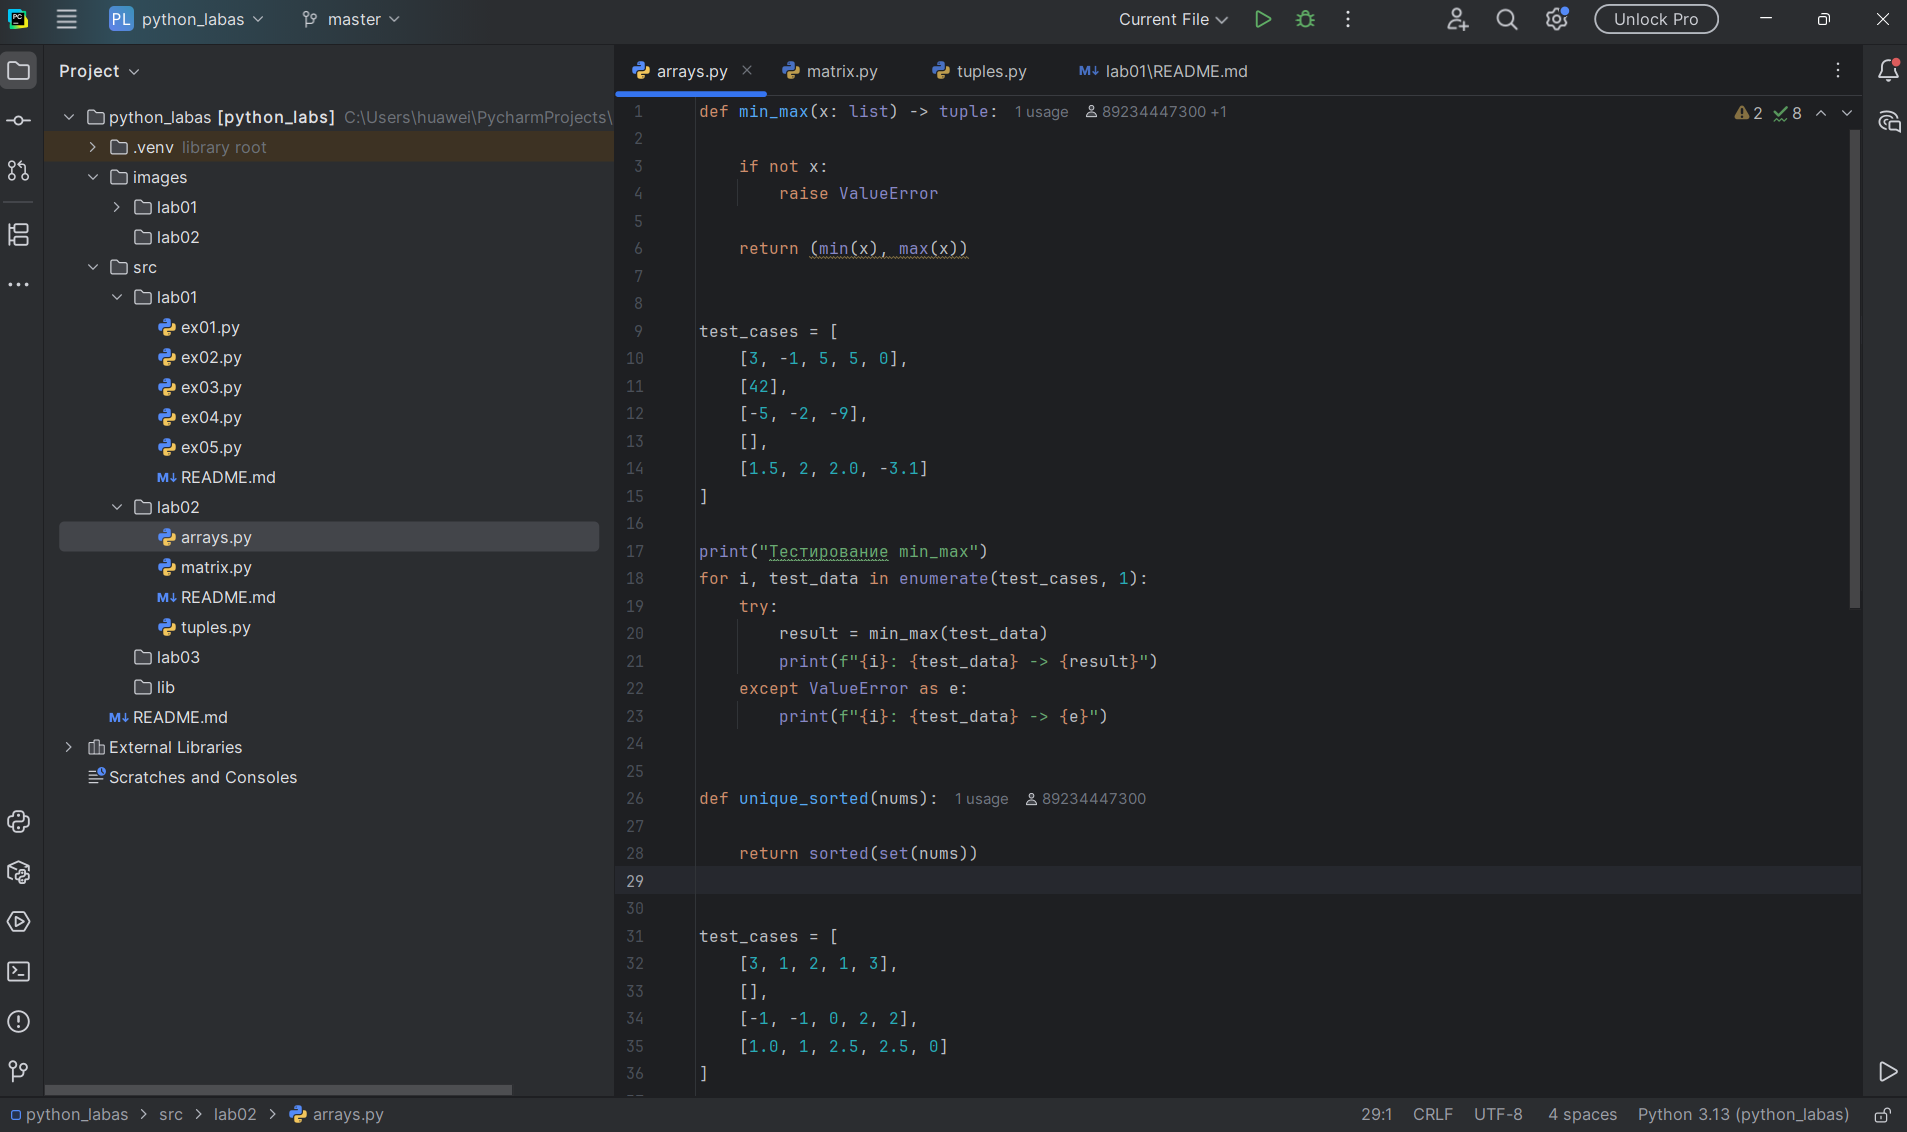 PL python_labas master Current File Unlock Pro
Project
arrays.py matrix.py tuples.py M↓ lab01\README.md
python_labas [python_labs] C:\Users\huawei\PycharmProjects\
.venv library root
images
lab01
lab02
src
lab01
ex01.py
ex02.py
ex03.py
ex04.py
ex05.py
M↓ README.md
lab02
arrays.py
matrix.py
M↓ README.md
tuples.py
lab03
lib
M↓ README.md
External Libraries
Scratches and Consoles
1 def min_max(x: list) -> tuple: 1 usage 89234447300 +1 2 8
2
3 if not x:
4 raise ValueError
5
6 return (min(x), max(x))
7
8
9 test_cases = [
10 [3, -1, 5, 5, 0],
11 [42],
12 [-5, -2, -9],
13 [],
14 [1.5, 2, 2.0, -3.1]
15 ]
16
17 print("Тестирование min_max")
18 for i, test_data in enumerate(test_cases, 1):
19 try:
20 result = min_max(test_data)
21 print(f"{i}: {test_data} -> {result}")
22 except ValueError as e:
23 print(f"{i}: {test_data} -> {e}")
24
25
26 def unique_sorted(nums): 1 usage 89234447300
27
28 return sorted(set(nums))
29
30
31 test_cases = [
32 [3, 1, 2, 1, 3],
33 [],
34 [-1, -1, 0, 2, 2],
35 [1.0, 1, 2.5, 2.5, 0]
36 ]
python_labas > src > lab02 > arrays.py 29:1 CRLF UTF-8 4 spaces Python 3.13 (python_labas)